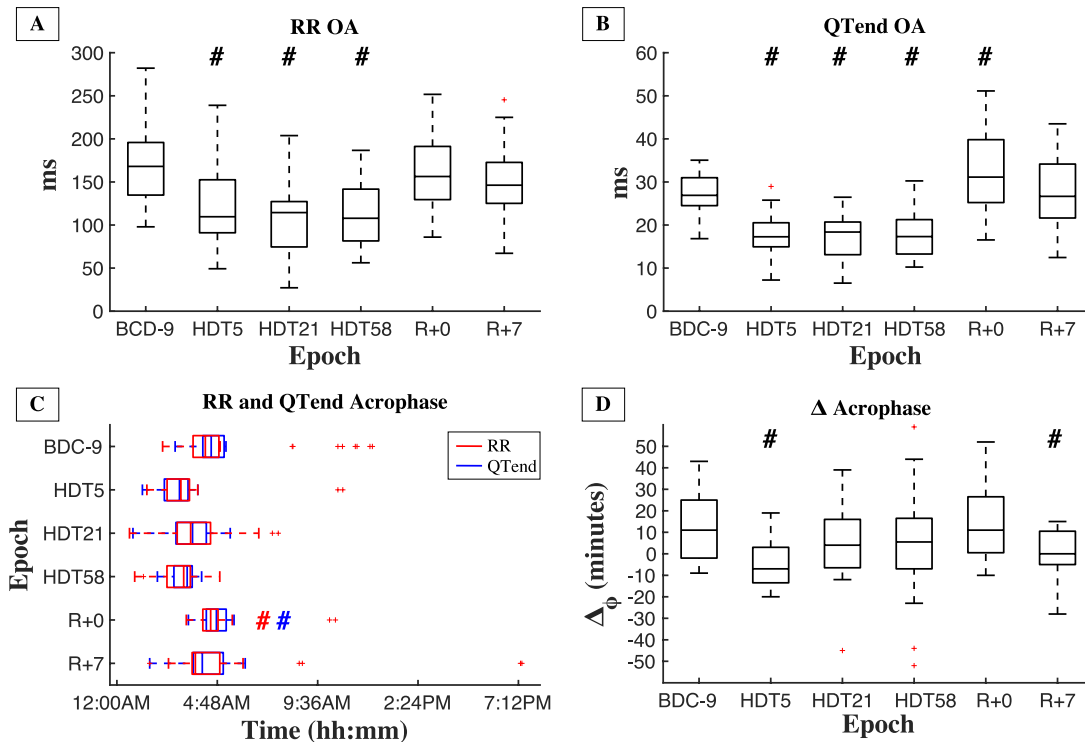 A
RR OA
# # #
300
250
200
150
100
50
0
ms
BCD-9 HDT5 HDT21 HDT58 R+0 R+7
Epoch
B
QTend OA
# # # #
60
50
40
30
20
10
0
ms
BDC-9 HDT5 HDT21 HDT58 R+0 R+7
Epoch
C
RR and QTend Acrophase
RR
QTend
BDC-9
HDT5
HDT21
HDT58
R+0
R+7
# #
Epoch
12:00AM 4:48AM 9:36AM 2:24PM 7:12PM
Time (hh:mm)
D
Δ Acrophase
# #
50
40
30
20
10
0
-10
-20
-30
-40
-50
Δϕ (minutes)
BDC-9 HDT5 HDT21 HDT58 R+0 R+7
Epoch